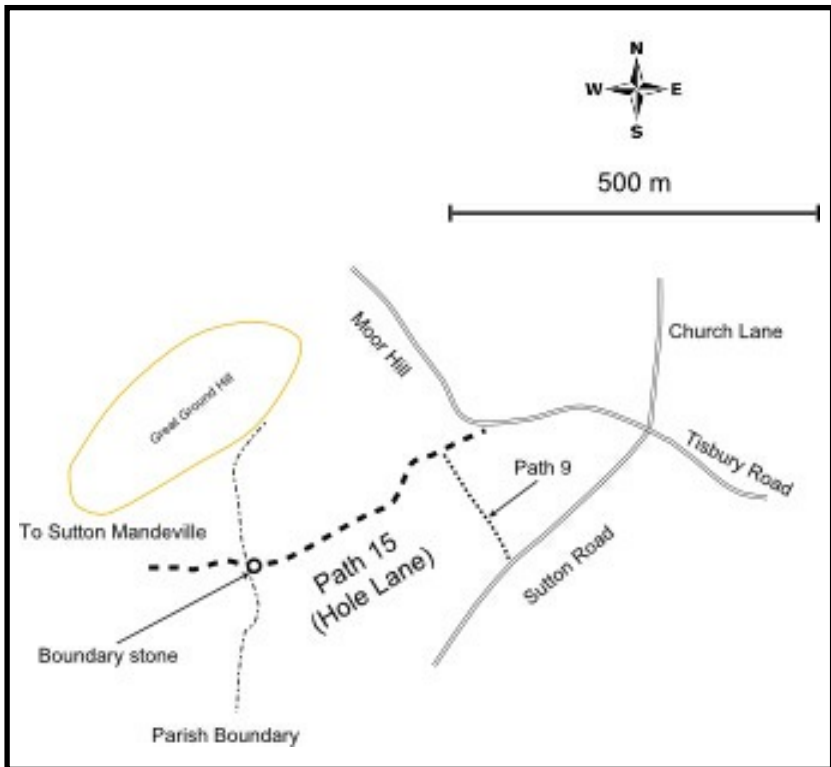 N
W E
S
500 m
Moor Hill
Church Lane
Great Ground Hill
Tisbury Road
Path 9
To Sutton Mandeville
Path 15
(Hole Lane)
Sutton Road
Boundary stone
Parish Boundary